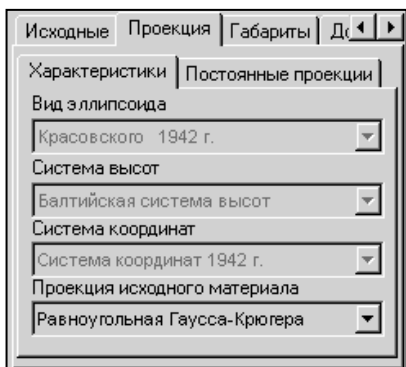 Исходные Проекция Габариты
Характеристики Постоянные проекции
Вид эллипсоида
Красовского 1942 г.
Система высот
Балтийская система высот
Система координат
Система координат 1942 г.
Проекция исходного материала
Равноугольная Гаусса-Крюгера